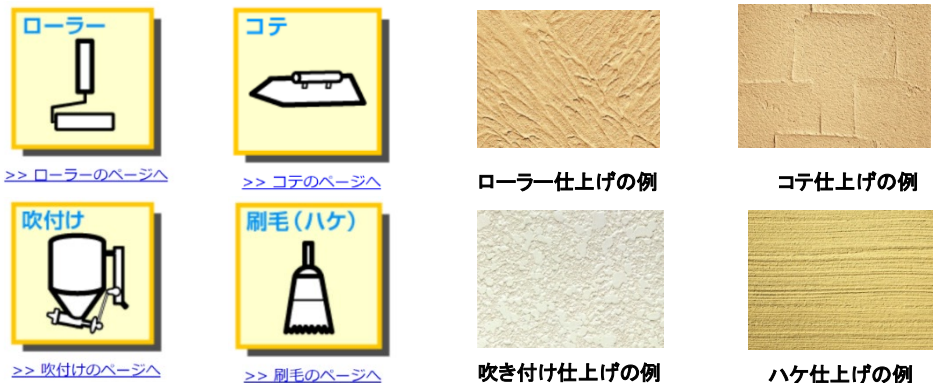 ローラー
コテ
>> ローラーのページへ
>> コテのページへ
ローラー仕上げの例
コテ仕上げの例
吹付け
刷毛(ハケ)
>> 吹付けのページへ
>> 刷毛のページへ
吹き付け仕上げの例
ハケ仕上げの例